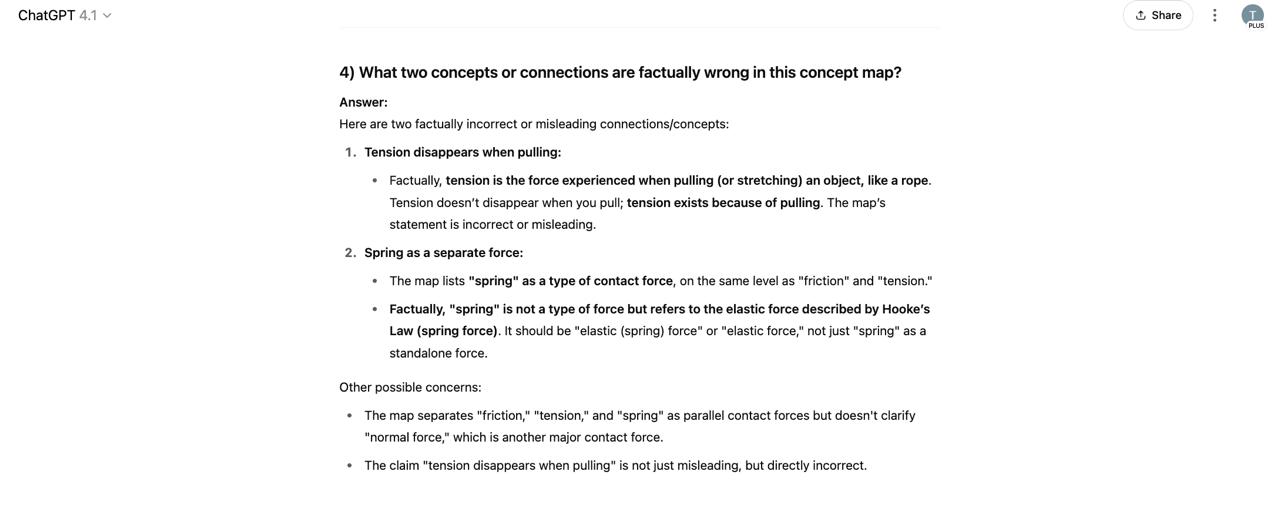 ChatGPT 4.1
Share
T
PLUS
4) What two concepts or connections are factually wrong in this concept map?
Answer:
Here are two factually incorrect or misleading connections/concepts:
1. Tension disappears when pulling:
• Factually, tension is the force experienced when pulling (or stretching) an object, like a rope.
Tension doesn't disappear when you pull; tension exists because of pulling. The map's
statement is incorrect or misleading.
2. Spring as a separate force:
• The map lists "spring" as a type of contact force, on the same level as "friction" and "tension."
• Factually, "spring" is not a type of force but refers to the elastic force described by Hooke's
Law (spring force). It should be "elastic (spring) force" or "elastic force," not just "spring" as a
standalone force.
Other possible concerns:
• The map separates "friction," "tension," and "spring" as parallel contact forces but doesn't clarify
"normal force," which is another major contact force.
• The claim "tension disappears when pulling" is not just misleading, but directly incorrect.